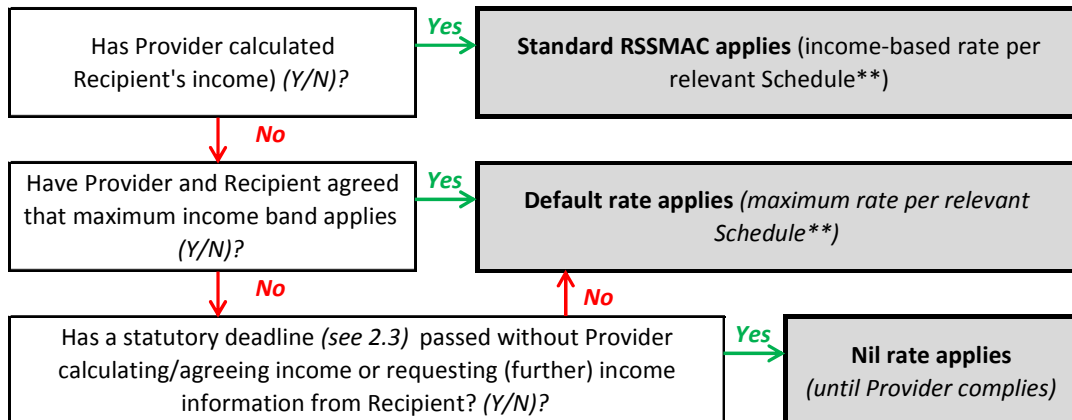 Has Provider calculated
Recipient's income) (Y/N)?
Yes
Standard RSSMAC applies (income-based rate per
relevant Schedule**)
No
Have Provider and Recipient agreed
that maximum income band applies
(Y/N)?
Yes
Default rate applies (maximum rate per relevant
Schedule**)
No
No
Has a statutory deadline (see 2.3) passed without Provider
calculating/agreeing income or requesting (further) income
information from Recipient? (Y/N)?
Yes
Nil rate applies
(until Provider complies)